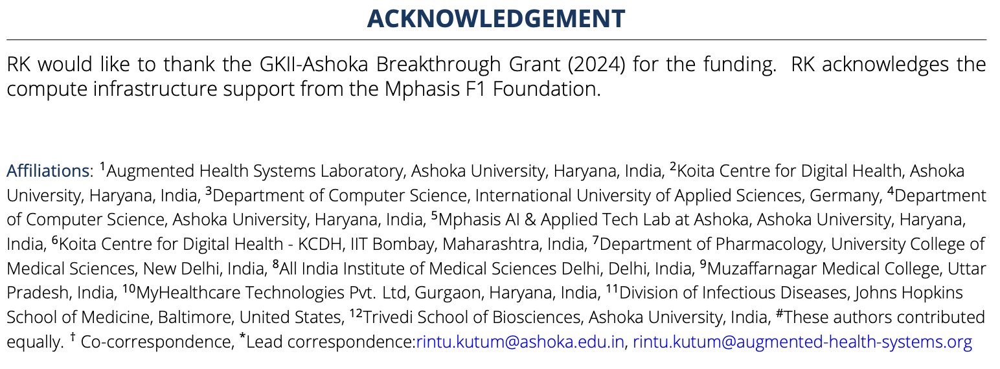 ACKNOWLEDGEMENT
RK would like to thank the GKII-Ashoka Breakthrough Grant (2024) for the funding. RK acknowledges the
compute infrastructure support from the Mphasis F1 Foundation.
Affiliations: ¹Augmented Health Systems Laboratory, Ashoka University, Haryana, India, ²Koita Centre for Digital Health, Ashoka
University, Haryana, India, ³Department of Computer Science, International University of Applied Sciences, Germany, ⁴Department
of Computer Science, Ashoka University, Haryana, India, ⁵Mphasis AI & Applied Tech Lab at Ashoka, Ashoka University, Haryana,
India, ⁶Koita Centre for Digital Health - KCDH, IIT Bombay, Maharashtra, India, ⁷Department of Pharmacology, University College of
Medical Sciences, New Delhi, India, ⁸All India Institute of Medical Sciences Delhi, Delhi, India, ⁹Muzaffarnagar Medical College, Uttar
Pradesh, India, ¹⁰MyHealthcare Technologies Pvt. Ltd, Gurgaon, Haryana, India, ¹¹Division of Infectious Diseases, Johns Hopkins
School of Medicine, Baltimore, United States, ¹²Trivedi School of Biosciences, Ashoka University, India, #These authors contributed
equally. † Co-correspondence, *Lead correspondence:rintu.kutum@ashoka.edu.in, rintu.kutum@augmented-health-systems.org